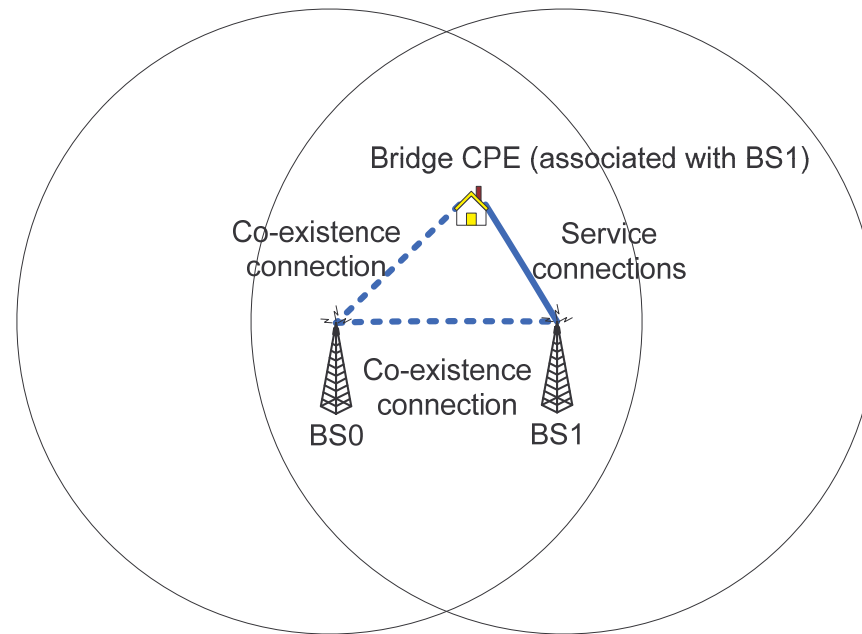 Bridge CPE (associated with BS1)
Co-existence
connection
Service
connections
Co-existence
connection
BS0
BS1